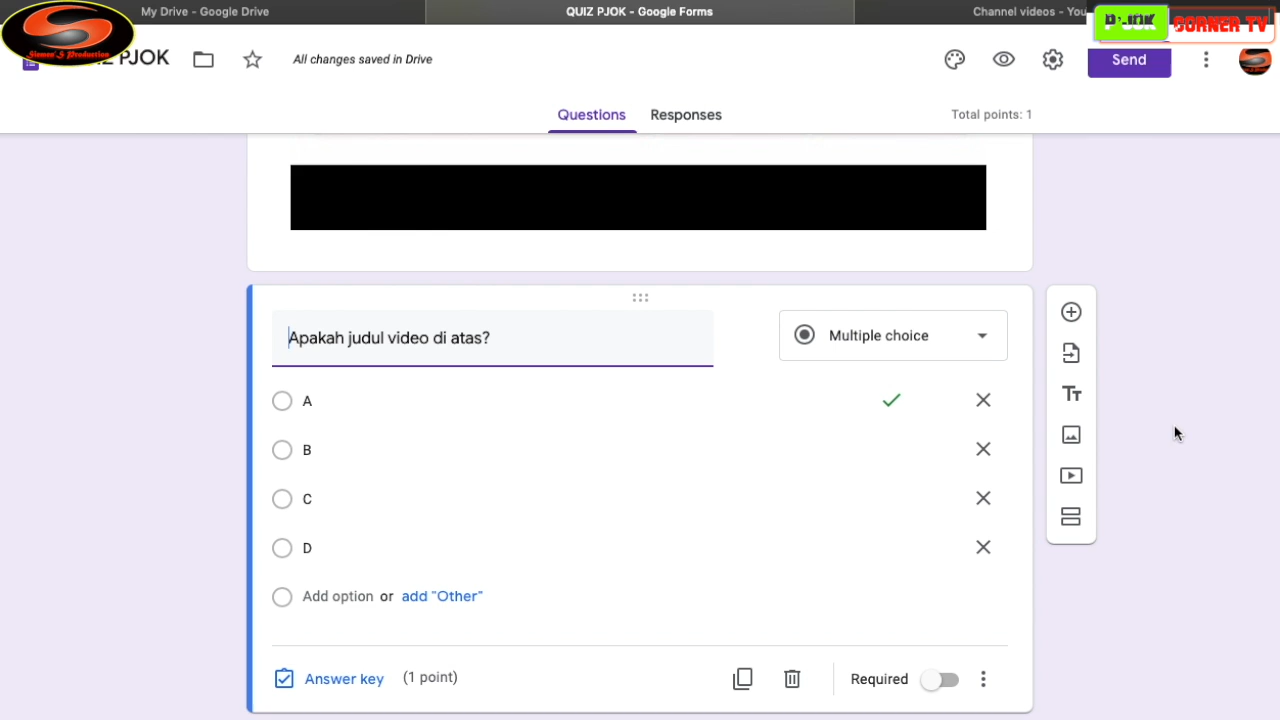 My Drive - Google Drive
QUIZ PJOK - Google Forms
Channel videos - You
PJOK CORNER TV
Siemen'S Production
PJOK
All changes saved in Drive
Send
Questions
Responses
Total points: 1
Apakah judul video di atas?
Multiple choice
A
B
C
D
Add option or add "Other"
Answer key (1 point)
Required